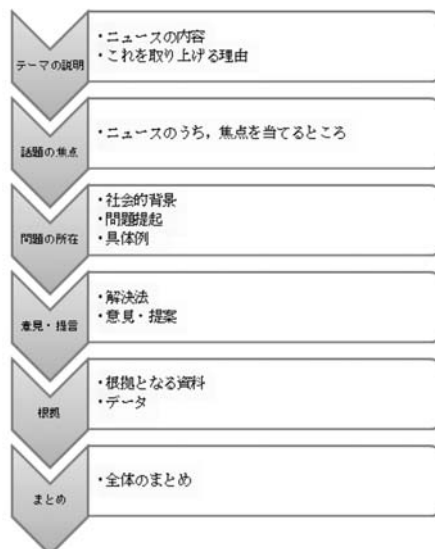 テーマの説明
・ニュースの内容
・これを取り上げる理由
話題の焦点
・ニュースのうち，焦点を当てるところ
問題の所在
・社会的背景
・問題提起
・具体例
意見・提言
・解決法
・意見・提案
根拠
・根拠となる資料
・データ
まとめ
・全体のまとめ